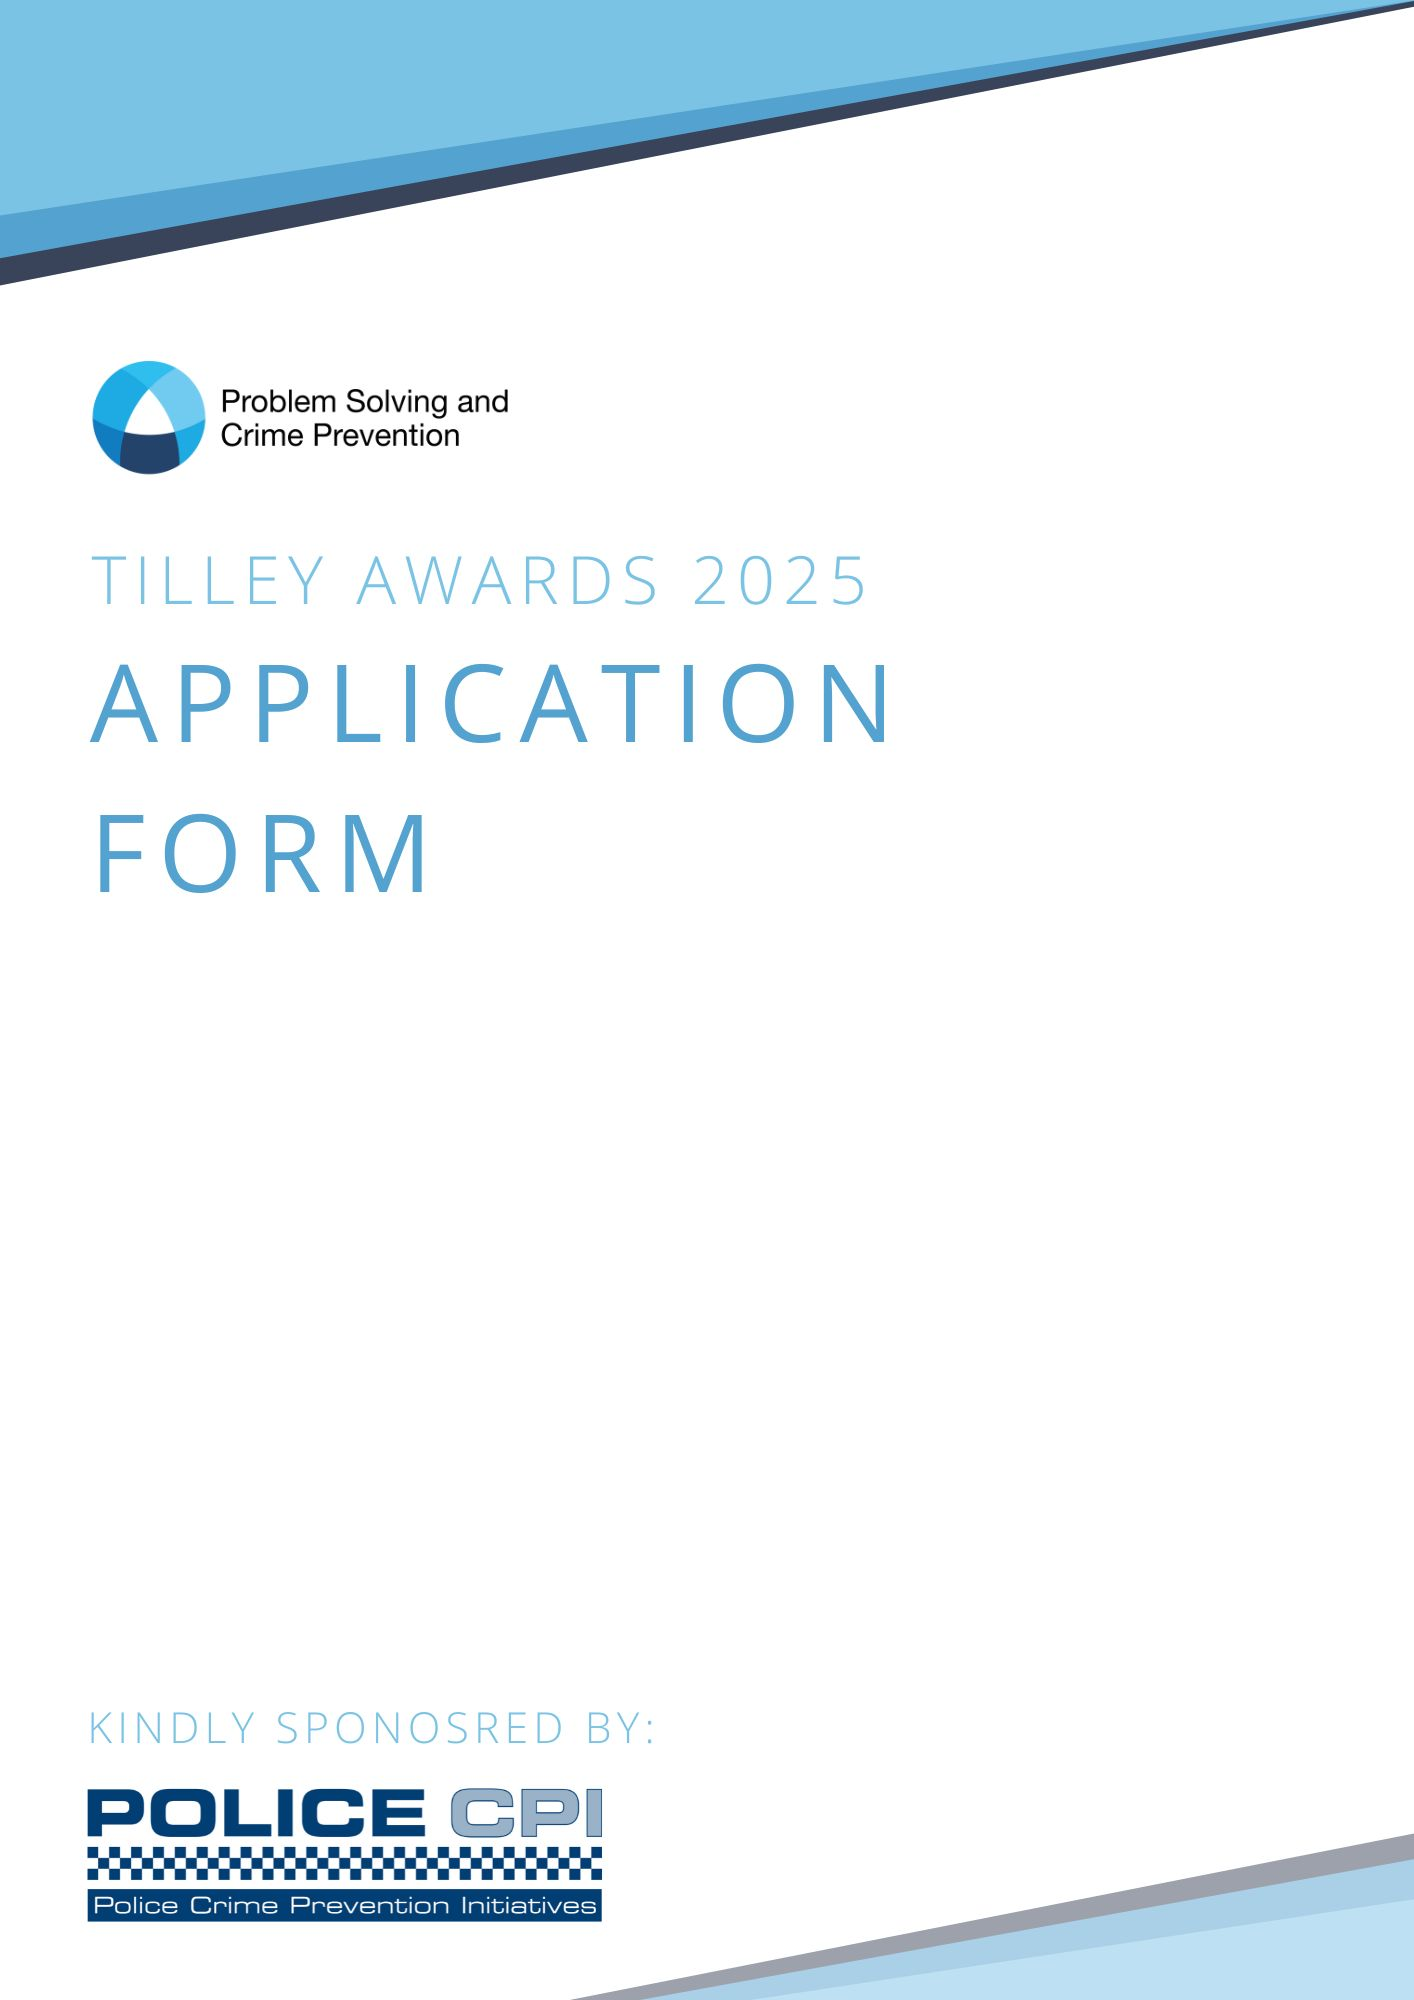 Problem Solving and
Crime Prevention
TILLEY AWARDS 2025
APPLICATION
FORM
KINDLY SPONOSRED BY:
POLICE CPI
Police Crime Prevention Initiatives